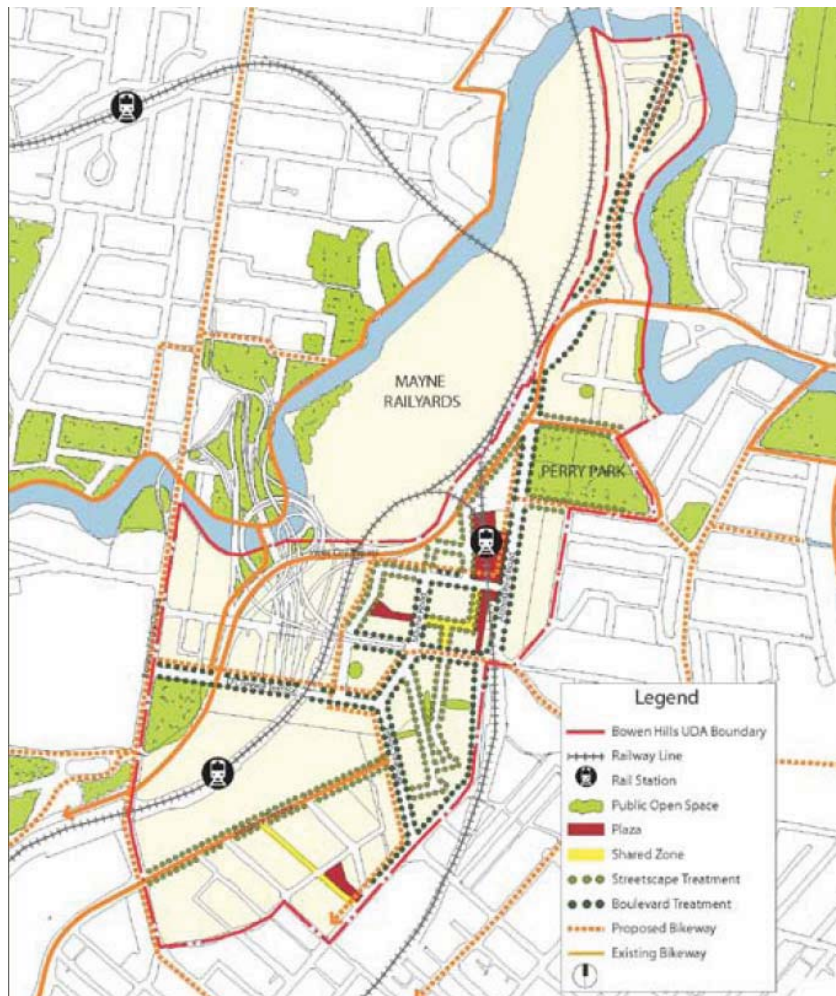 MAYNE
RAILYARDS
PERRY PARK
Legend
Bowen Hills UDA Boundary
Railway Line
Rail Station
Public Open Space
Plaza
Shared Zone
Streetscape Treatment
Boulevard Treatment
Proposed Bikeway
Existing Bikeway